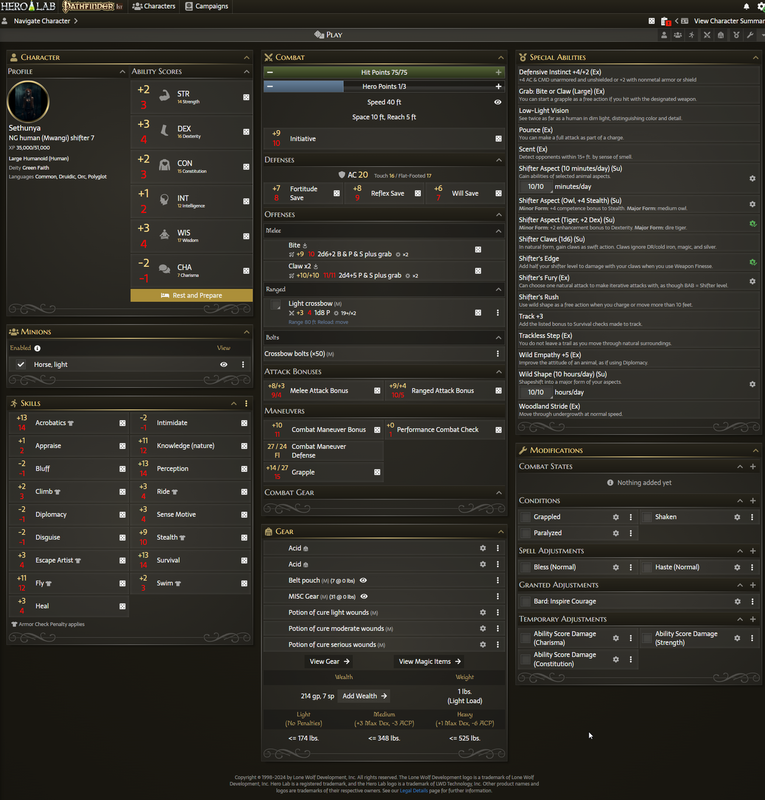 HERO LAB
PATHFINDER 1st
Characters
Campaigns
Navigate Character
View Character Summar
PLAY
CHARACTER
PROFILE
Sethunya
NG human (Mwangi) shifter 7
XP 35,000/51,000
Large Humanoid (Human)
Deity Green Faith
Languages: Common, Druidic, Orc, Polyglot
ABILITY SCORES
+2 3 STR 14 Strength
+3 4 DEX 16 Dexterity
+2 3 CON 15 Constitution
+1 2 INT 12 Intelligence
+3 4 WIS 17 Wisdom
-2 -1 CHA 7 Charisma
Rest and Prepare
MINIONS
Enabled
View
Horse, light
SKILLS
+13 14 Acrobatics
-2 -1 Intimidate
+1 2 Appraise
+11 12 Knowledge (nature)
-2 -1 Bluff
+13 14 Perception
+2 3 Climb
+3 4 Ride
-2 -1 Diplomacy
+3 4 Sense Motive
-2 -1 Disguise
+9 10 Stealth
+3 4 Escape Artist
+13 14 Survival
+11 12 Fly
+2 3 Swim
+3 4 Heal
Armor Check Penalty applies
COMBAT
Hit Points 75/75
Hero Points 1/3
Speed 40 ft
Space 10 ft, Reach 5 ft
+9 10 Initiative
DEFENSES
AC 20 Touch 16 / Flat-Footed 17
+7 8 Fortitude Save
+8 9 Reflex Save
+6 7 Will Save
OFFENSES
Melee
Bite
+9 10 2d6+2 B & P & S plus grab ×2
Claw x2
+10/+10 11/11 2d4+5 P & S plus grab ×2
Ranged
Light crossbow (M)
+3 4 1d8 P 19+/×2
Range 80 ft Reload move
Bolts
Crossbow bolts (×50) (M)
ATTACK BONUSES
+8/+3 9/4 Melee Attack Bonus
+9/+4 10/5 Ranged Attack Bonus
MANEUVERS
+10 11 Combat Maneuver Bonus
+0 1 Performance Combat Check
27 / 24 Fl Combat Maneuver Defense
+14 / 27 15 Grapple
COMBAT GEAR
GEAR
Acid
Acid
Belt pouch (M) (7 @ 0 lbs)
MISC Gear (M) (11 @ 0 lbs)
Potion of cure light wounds (M)
Potion of cure moderate wounds (M)
Potion of cure serious wounds (M)
View Gear
View Magic Items
Wealth
Weight
214 gp, 7 sp
Add Wealth
1 lbs.
(Light Load)
Light
(No Penalties)
Medium
(+3 Max Dex, -3 ACP)
Heavy
(+1 Max Dex, -6 ACP)
<= 174 lbs.
<= 348 lbs.
<= 525 lbs.
SPECIAL ABILITIES
Defensive Instinct +4/+2 (Ex)
+4 AC & CMD unarmored and unshielded or +2 with nonmetal armor or shield
Grab: Bite or Claw (Large) (Ex)
You can start a grapple as a free action if you hit with the designated weapon.
Low-Light Vision
See twice as far as a human in dim light, distinguishing color and detail.
Pounce (Ex)
You can make a full attack as part of a charge.
Scent (Ex)
Detect opponents within 15+ ft. by sense of smell.
Shifter Aspect (10 minutes/day) (Su)
Gain abilities of selected animal aspects.
10/10 minutes/day
Shifter Aspect (Owl, +4 Stealth) (Su)
Minor Form: +4 competence bonus to Stealth. Major Form: medium owl.
Shifter Aspect (Tiger, +2 Dex) (Su)
Minor Form: +2 enhancement bonus to Dexterity. Major Form: dire tiger.
Shifter Claws (1d6) (Su)
In natural form, gain claws as swift action. Claws ignore DR/cold iron, magic, and silver.
Shifter's Edge
Add half your shifter level to damage with your claws when you use Weapon Finesse.
Shifter's Fury (Ex)
Can choose one natural attack to make iterative attacks with, as though BAB = Shifter level.
Shifter's Rush
Use wild shape as a free action when you charge or move more than 10 feet.
Track +3
Add the listed bonus to Survival checks made to track.
Trackless Step (Ex)
You do not leave a trail as you move through natural surroundings.
Wild Empathy +5 (Ex)
Improve the attitude of an animal, as if using Diplomacy.
Wild Shape (10 hours/day) (Su)
Shapeshift into a major form of your aspects.
10/10 hours/day
Woodland Stride (Ex)
Move through undergrowth at normal speed.
MODIFICATIONS
COMBAT STATES
Nothing added yet
CONDITIONS
Grappled
Shaken
Paralyzed
SPELL ADJUSTMENTS
Bless (Normal)
Haste (Normal)
GRANTED ADJUSTMENTS
Bard: Inspire Courage
TEMPORARY ADJUSTMENTS
Ability Score Damage (Charisma)
Ability Score Damage (Strength)
Ability Score Damage (Constitution)
Copyright © 1998-2024 by Lone Wolf Development, Inc. All rights reserved. The Lone Wolf Development logo is a trademark of Lone Wolf
Development, Inc. Hero Lab is a registered trademark, and the Hero Lab logo is a trademark of LWD Technology, Inc. Other product names and
logos are trademarks of their respective owners. See our Legal Details page for further information.